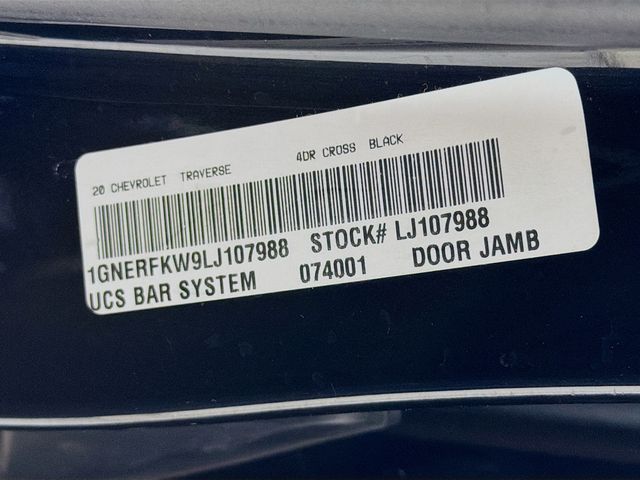 20 CHEVROLET TRAVERSE 4DR CROSS BLACK
1GNERFKW9LJ107988 STOCK# LJ107988
UCS BAR SYSTEM 074001 DOOR JAMB